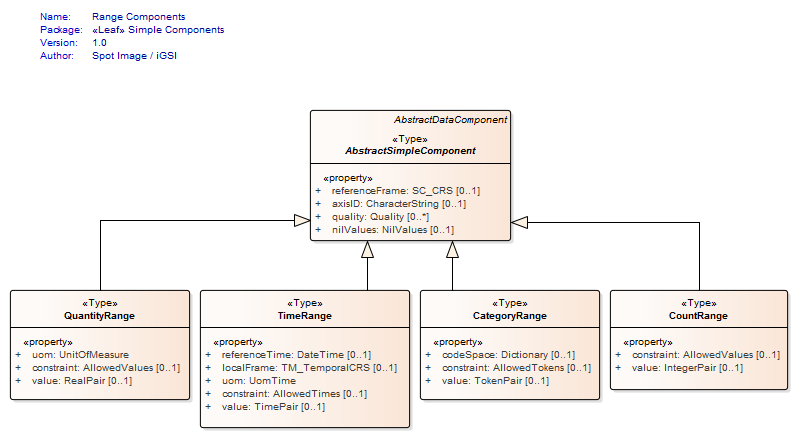 Name: Range Components
Package: «Leaf» Simple Components
Version: 1.0
Author: Spot Image / iGSI
AbstractDataComponent
«Type»
AbstractSimpleComponent
«property»
+ referenceFrame: SC_CRS [0..1]
+ axisID: CharacterString [0..1]
+ quality: Quality [0..*]
+ nilValues: NilValues [0..1]
«Type»
QuantityRange
«property»
+ uom: UnitOfMeasure
+ constraint: AllowedValues [0..1]
+ value: RealPair [0..1]
«Type»
TimeRange
«property»
+ referenceTime: DateTime [0..1]
+ localFrame: TM_TemporalCRS [0..1]
+ uom: UomTime
+ constraint: AllowedTimes [0..1]
+ value: TimePair [0..1]
«Type»
CategoryRange
«property»
+ codeSpace: Dictionary [0..1]
+ constraint: AllowedTokens [0..1]
+ value: TokenPair [0..1]
«Type»
CountRange
«property»
+ constraint: AllowedValues [0..1]
+ value: IntegerPair [0..1]